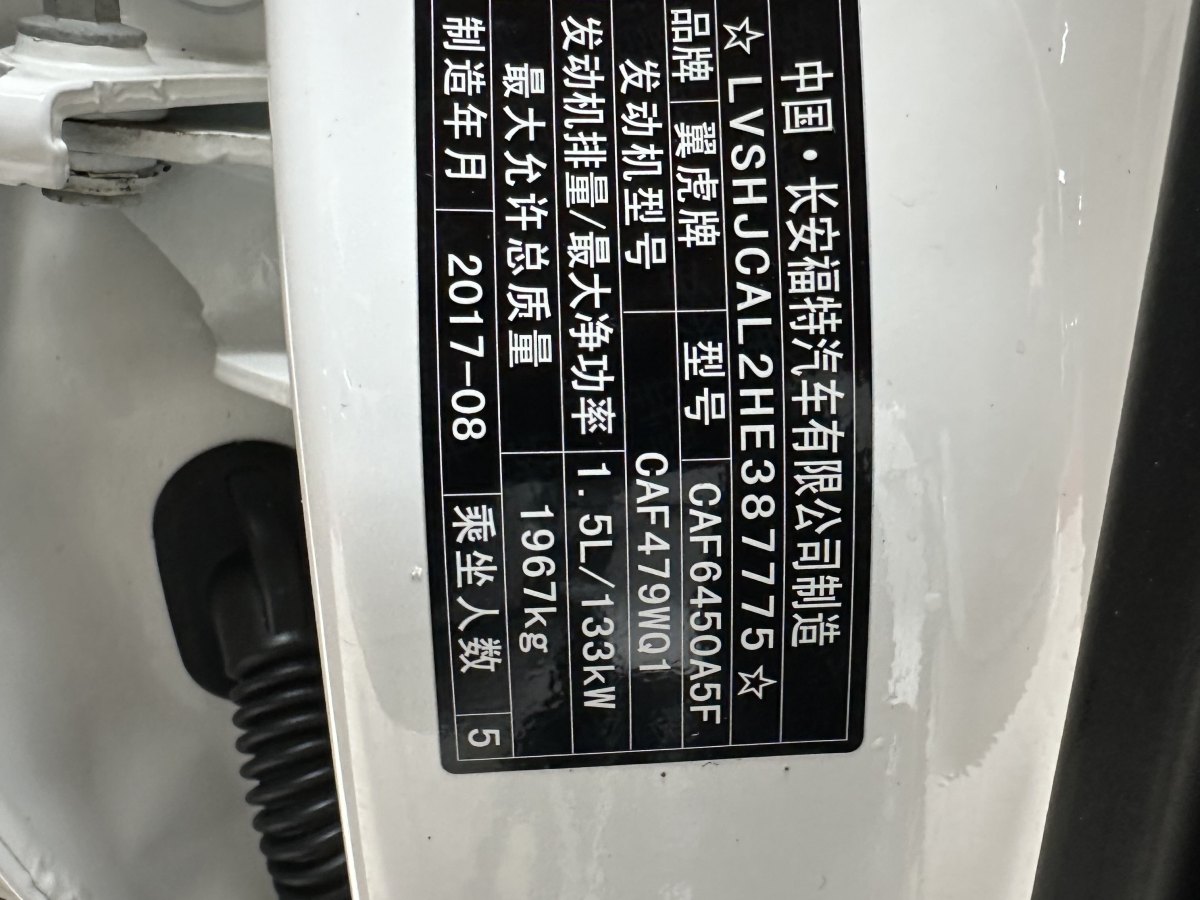 中国·长安福特汽车有限公司制造
☆LVSHJCAL2HE387775☆
品牌 翼虎牌 型号 CAF6450A5F
发动机型号 CAF479WQ1
发动机排量/最大净功率 1.5L/133kW
最大允许总质量 1967kg
制造年月 2017-08 乘坐人数 5